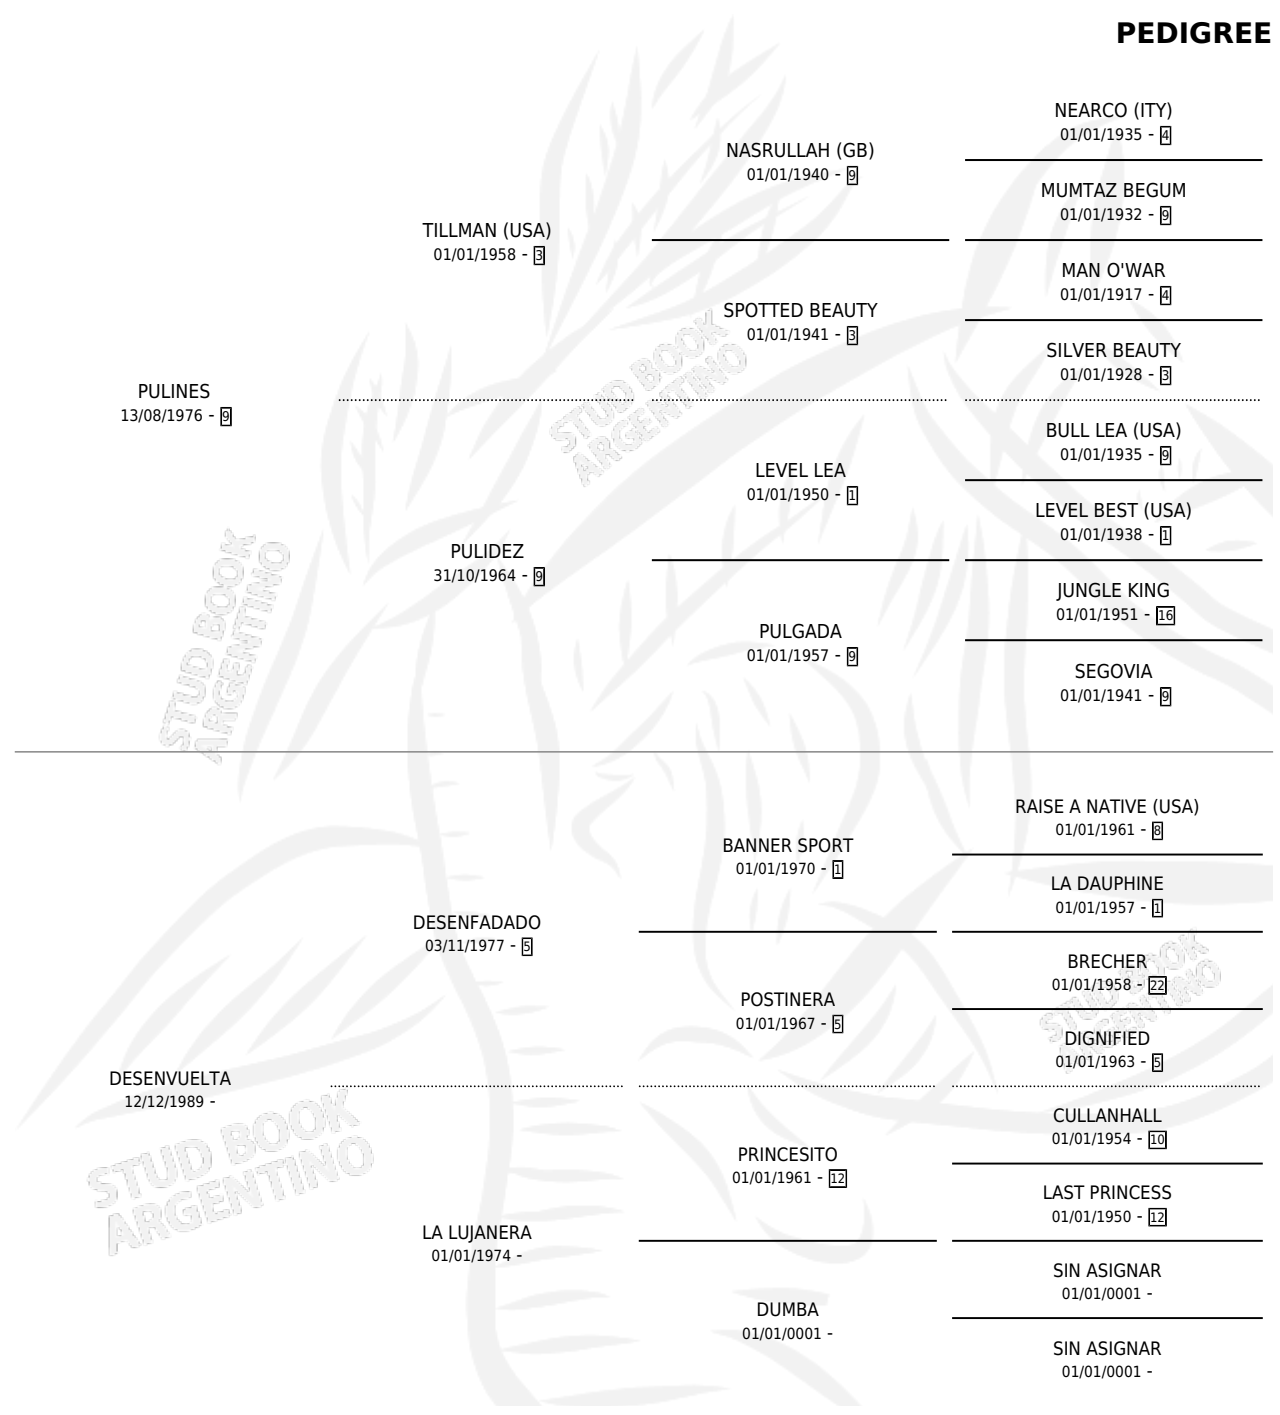 PEDIGREE
NEARCO (ITY)
01/01/1935 - 4
NASRULLAH (GB)
01/01/1940 - 9
MUMTAZ BEGUM
01/01/1932 - 9
TILLMAN (USA)
01/01/1958 - 3
MAN O'WAR
01/01/1917 - 4
SPOTTED BEAUTY
01/01/1941 - 3
SILVER BEAUTY
01/01/1928 - 3
PULINES
13/08/1976 - 9
STUD BOOK
ARGENTINO
BULL LEA (USA)
01/01/1935 - 9
LEVEL LEA
01/01/1950 - 1
LEVEL BEST (USA)
01/01/1938 - 1
PULIDEZ
31/10/1964 - 9
JUNGLE KING
01/01/1951 - 16
PULGADA
01/01/1957 - 9
SEGOVIA
01/01/1941 - 9
STUD BOOK
ARGENTINO
RAISE A NATIVE (USA)
01/01/1961 - 8
BANNER SPORT
01/01/1970 - 1
LA DAUPHINE
01/01/1957 - 1
DESENFADADO
03/11/1977 - 5
BRECHER
01/01/1958 - 22
STUD BOOK
ARGENTINO
POSTINERA
01/01/1967 - 5
DIGNIFIED
01/01/1963 - 5
DESENVUELTA
12/12/1989 -
CULLANHALL
01/01/1954 - 10
PRINCESITO
01/01/1961 - 12
LAST PRINCESS
01/01/1950 - 12
STUD BOOK
ARGENTINO
LA LUJANERA
01/01/1974 -
SIN ASIGNAR
01/01/0001 -
DUMBA
01/01/0001 -
SIN ASIGNAR
01/01/0001 -